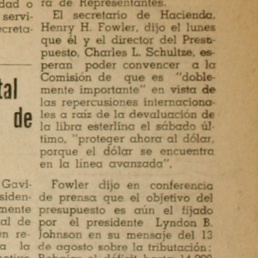 dad o
ra de Representantes.
o servi-
creta-
El secretario de Hacienda,
Henry H. Fowler, dijo el lunes
que él y el director del Presu-
puesto, Charles L. Schultze, es-
peran poder convencer a la
Comisión de que es "doble-
mente importante" en vista de
las repercusiones internaciona-
les a raíz de la devaluación de
la libra esterlina el sábado úl-
timo, "proteger ahora al dólar,
porque el dólar se encuentra
en la línea avanzada".
tal
de
Fowler dijo en conferencia
de prensa que el objetivo del
presupuesto es aún el fijado
por el presidente Lyndon B.
Johnson en su mensaje del 13
de agosto sobre la tributación:
Gavi-
siden-
mente
al de
n re-
a la